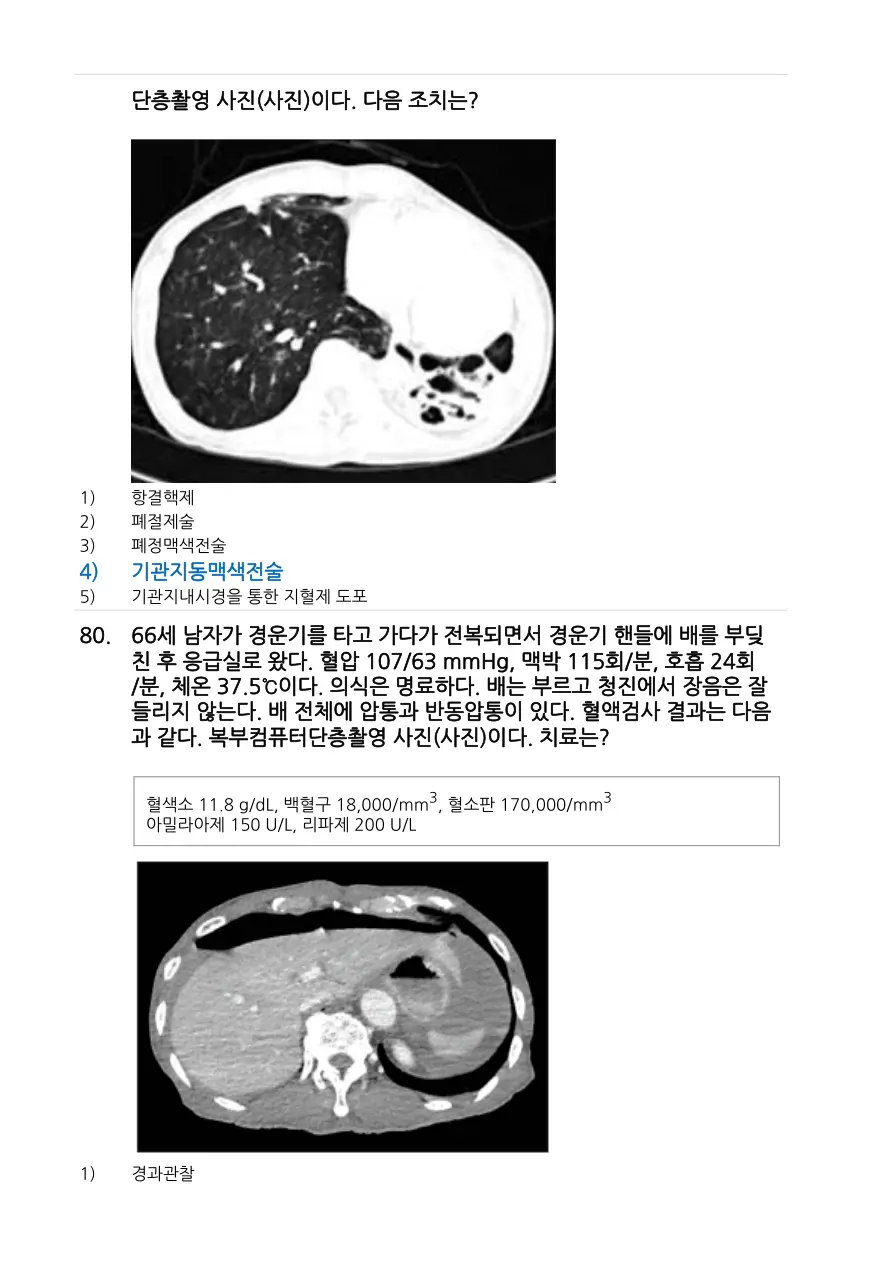 단층촬영 사진(사진)이다. 다음 조치는?
1) 항결핵제
2) 폐절제술
3) 폐정맥색전술
4) 기관지동맥색전술
5) 기관지내시경을 통한 지혈제 도포
80. 66세 남자가 경운기를 타고 가다가 전복되면서 경운기 핸들에 배를 부딪
친 후 응급실로 왔다. 혈압 107/63 mmHg, 맥박 115회/분, 호흡 24회
/분, 체온 37.5℃이다. 의식은 명료하다. 배는 부르고 청진에서 장음은 잘
들리지 않는다. 배 전체에 압통과 반동압통이 있다. 혈액검사 결과는 다음
과 같다. 복부컴퓨터단층촬영 사진(사진)이다. 치료는?
혈색소 11.8 g/dL, 백혈구 18,000/mm³, 혈소판 170,000/mm³
아밀라아제 150 U/L, 리파제 200 U/L
1) 경과관찰